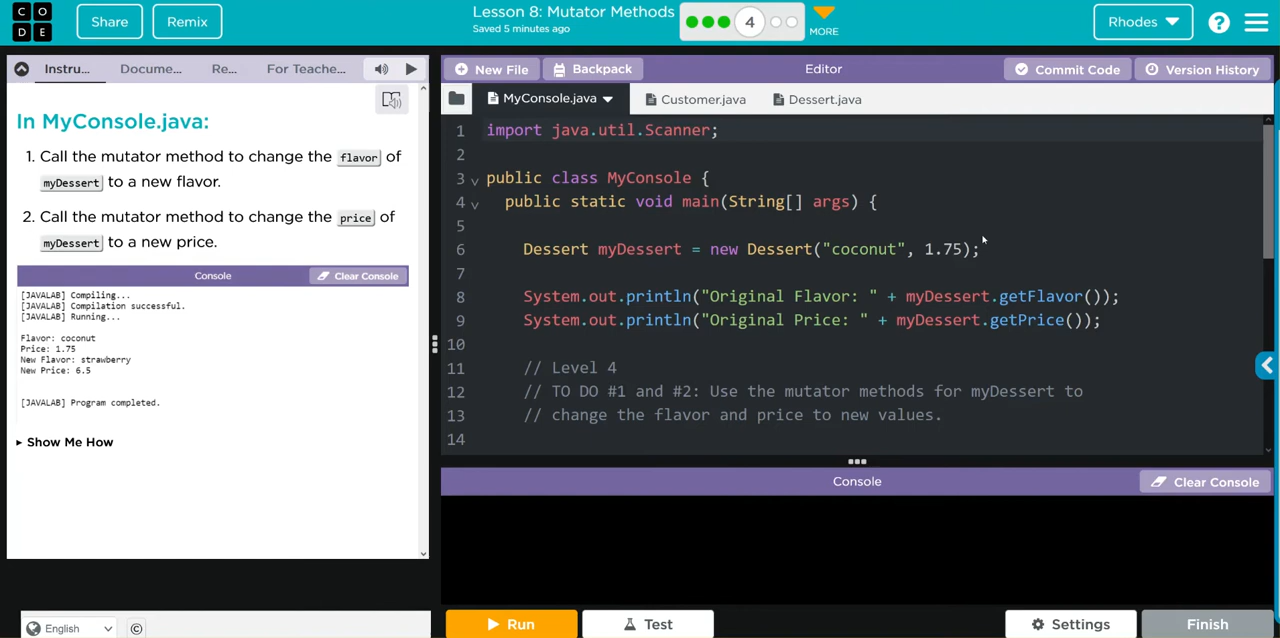 CODE
Share
Remix
Lesson 8: Mutator Methods
Saved 5 minutes ago
4
MORE
Rhodes
?
Instru...
Docume...
Re...
For Teache...
In MyConsole.java:
1. Call the mutator method to change the flavor of
myDessert to a new flavor.
2. Call the mutator method to change the price of
myDessert to a new price.
Console
Clear Console
[JAVALAB] Compiling...
[JAVALAB] Compilation successful.
[JAVALAB] Running...
Flavor: coconut
Price: 1.75
New Flavor: strawberry
New Price: 6.5
[JAVALAB] Program completed.
Show Me How
English
©
New File
Backpack
Editor
Commit Code
Version History
MyConsole.java
Customer.java
Dessert.java
1 import java.util.Scanner;
2
3 public class MyConsole {
4 public static void main(String[] args) {
5
6 Dessert myDessert = new Dessert("coconut", 1.75);
7
8 System.out.println("Original Flavor: " + myDessert.getFlavor());
9 System.out.println("Original Price: " + myDessert.getPrice());
10
11 // Level 4
12 // TO DO #1 and #2: Use the mutator methods for myDessert to
13 // change the flavor and price to new values.
14
Console
Clear Console
Run
Test
Settings
Finish